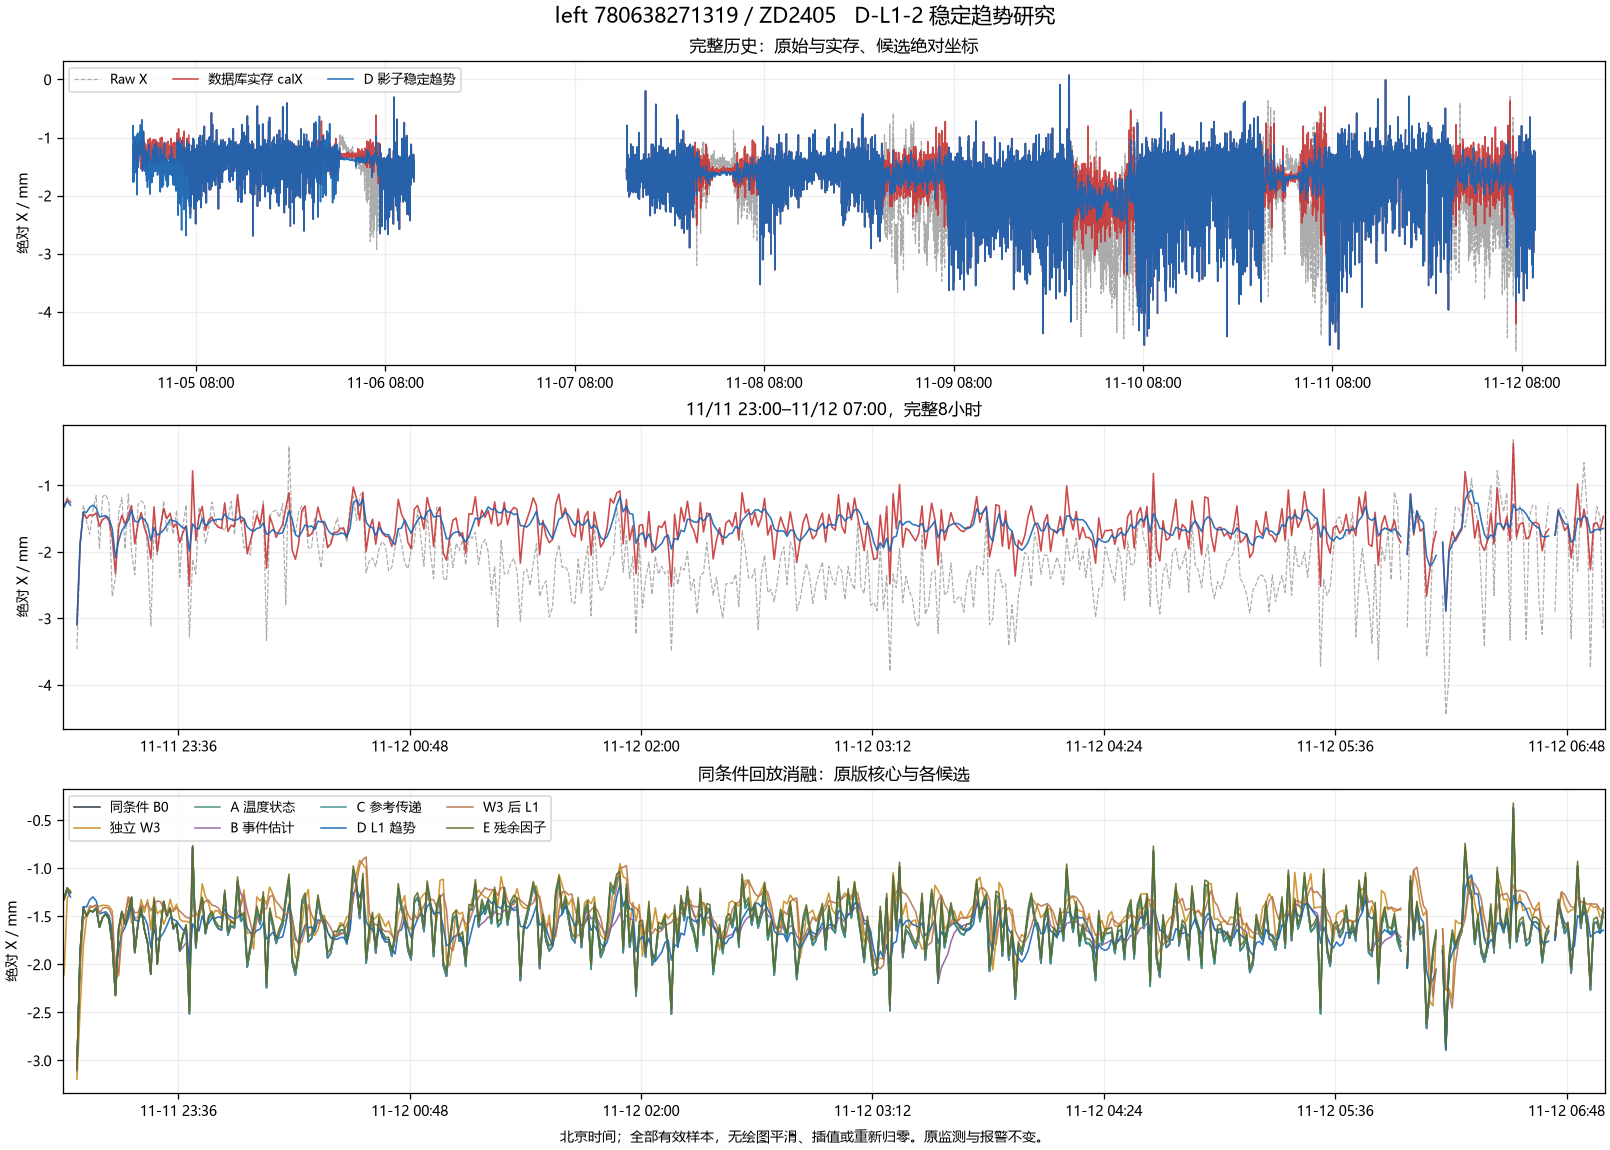 left 780638271319 / ZD2405 D-L1-2 稳定趋势研究
完整历史：原始与实存、候选绝对坐标
Raw X 数据库实存 calX D 影子稳定趋势
绝对 X / mm
0
-1
-2
-3
-4
11-05 08:00 11-06 08:00 11-07 08:00 11-08 08:00 11-09 08:00 11-10 08:00 11-11 08:00 11-12 08:00
11/11 23:00–11/12 07:00，完整8小时
绝对 X / mm
-1
-2
-3
-4
11-11 23:36 11-12 00:48 11-12 02:00 11-12 03:12 11-12 04:24 11-12 05:36 11-12 06:48
同条件回放消融：原版核心与各候选
同条件 B0 A 温度状态 C 参考传递 W3 后 L1
独立 W3 B 事件估计 D L1 趋势 E 残余因子
绝对 X / mm
-0.5
-1.0
-1.5
-2.0
-2.5
-3.0
11-11 23:36 11-12 00:48 11-12 02:00 11-12 03:12 11-12 04:24 11-12 05:36 11-12 06:48
北京时间；全部有效样本，无绘图平滑、插值或重新归零。原监测与报警不变。